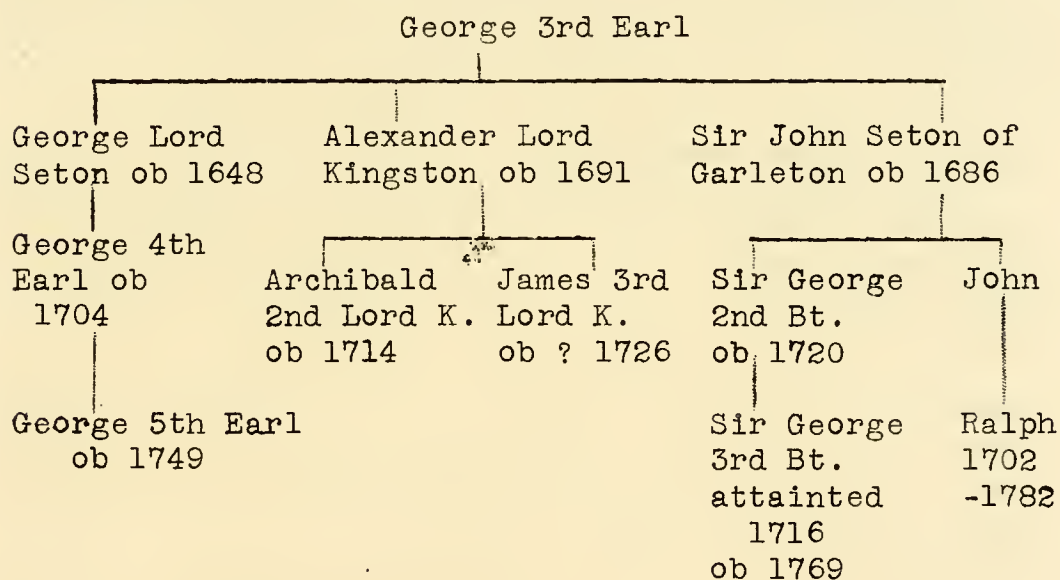 George 3rd Earl
George Lord
Seton ob 1648
Alexander Lord
Kingston ob 1691
Sir John Seton of
Garleton ob 1686
George 4th
Earl ob
1704
Archibald
2nd Lord K.
ob 1714
James 3rd
Lord K.
ob ? 1726
Sir George
2nd Bt.
ob 1720
John
George 5th Earl
ob 1749
Sir George
3rd Bt.
attainted
1716
ob 1769
Ralph
1702
-1782